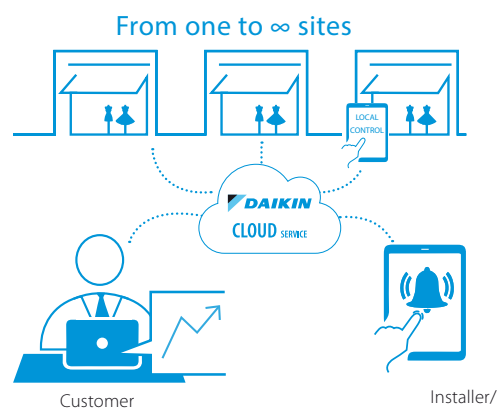 From one to ∞ sites
LOCAL
CONTROL
DAIKIN
CLOUD SERVICE
Customer
Installer/